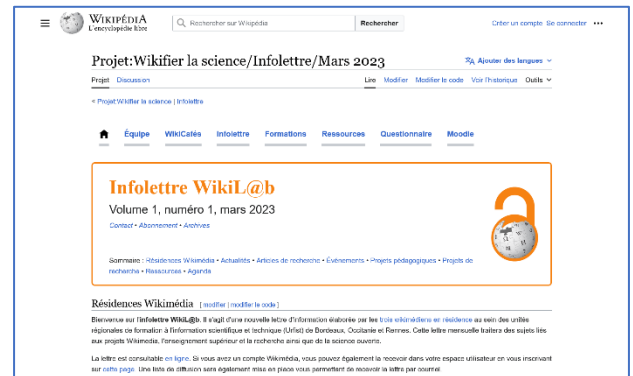 WIKIPÉDIA
L'encyclopédie libre
Rechercher sur Wikipédia
Rechercher
Créer un compte Se connecter •••
Projet:Wikifier la science/Infolettre/Mars 2023
Ajouter des langues
Projet Discussion
Lire Modifier Modifier le code Voir l'historique Outils
< Projet:Wikifier la science | Infolettre
Équipe WikiCafés Infolettre Formations Ressources Questionnaire Moodle
Infolettre WikiL@b
Volume 1, numéro 1, mars 2023
Contact • Abonnement • Archives
Sommaire : Résidences Wikimédia • Actualités • Articles de recherche • Événements • Projets pédagogiques • Projets de
recherche • Ressources • Agenda
Résidences Wikimédia [ modifier | modifier le code ]
Bienvenue sur l'infolettre WikiL@b. Il s'agit d'une nouvelle lettre d'information élaborée par les trois wikimédiens en résidence au sein des unités
régionales de formation à l'information scientifique et technique (Urfist) de Bordeaux, Occitanie et Rennes. Cette lettre mensuelle traitera des sujets liés
aux projets Wikimedia, l'enseignement supérieur et la recherche ainsi que de la science ouverte.
La lettre est consultable en ligne. Si vous avez un compte Wikimédia, vous pouvez également la recevoir dans votre espace utilisateur en vous inscrivant
sur cette page. Une liste de diffusion sera également mise en place vous permettant de recevoir la lettre par courriel.